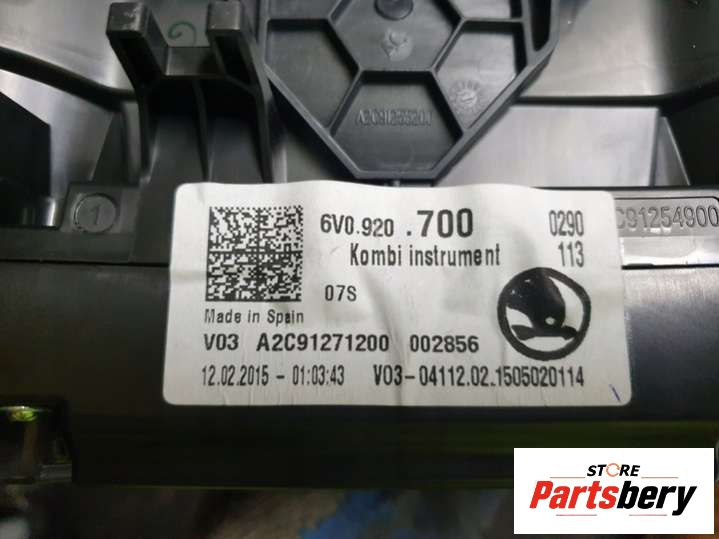 6V0.920 .700 0290
Kombi instrument 113
07S
Made in Spain
V03 A2C91271200 002856
12.02.2015 - 01:03:43 V03-04112.02.1505020114
1
C91254900
STORE
Partsbery